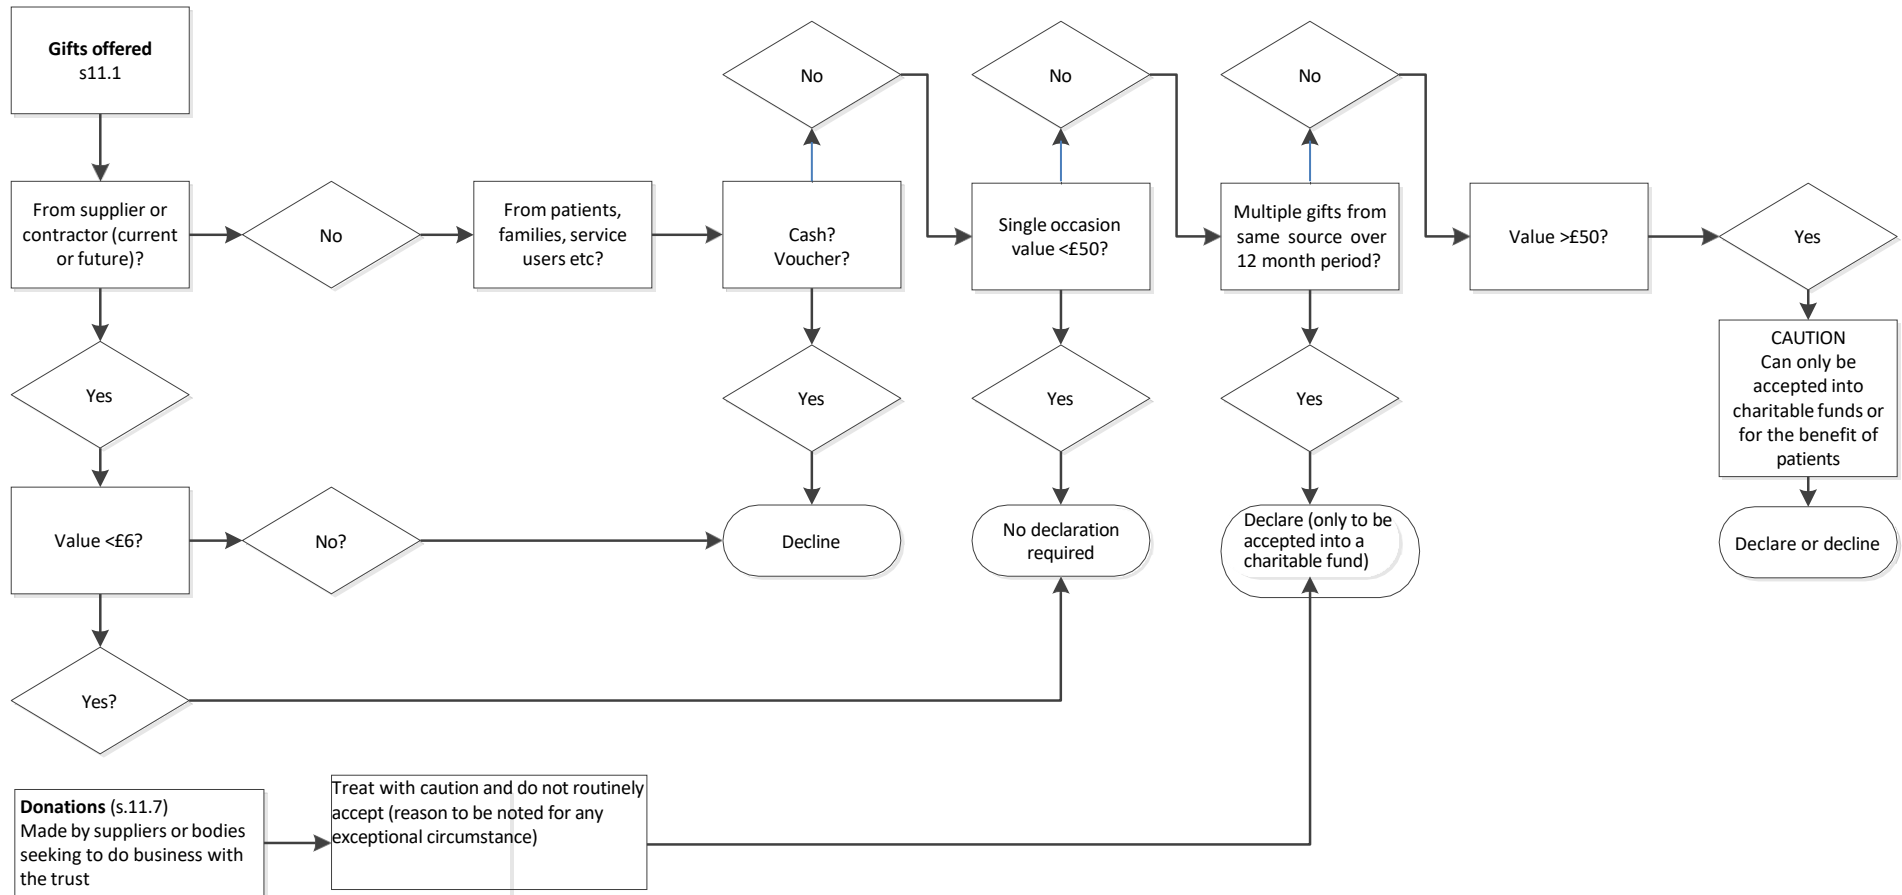 Gifts offered
s11.1
No
No
No
From supplier or
contractor (current
or future)?
No
From patients,
families, service
users etc?
Cash?
Voucher?
Single occasion
value <£50?
Multiple gifts from
same source over
12 month period?
Value >£50?
Yes
Yes
Yes
Yes
Yes
CAUTION
Can only be
accepted into
charitable funds or
for the benefit of
patients
Value <£6?
No?
Decline
No declaration
required
Declare (only to be
accepted into a
charitable fund)
Declare or decline
Yes?
Donations (s.11.7)
Made by suppliers or bodies
seeking to do business with
the trust
Treat with caution and do not routinely
accept (reason to be noted for any
exceptional circumstance)